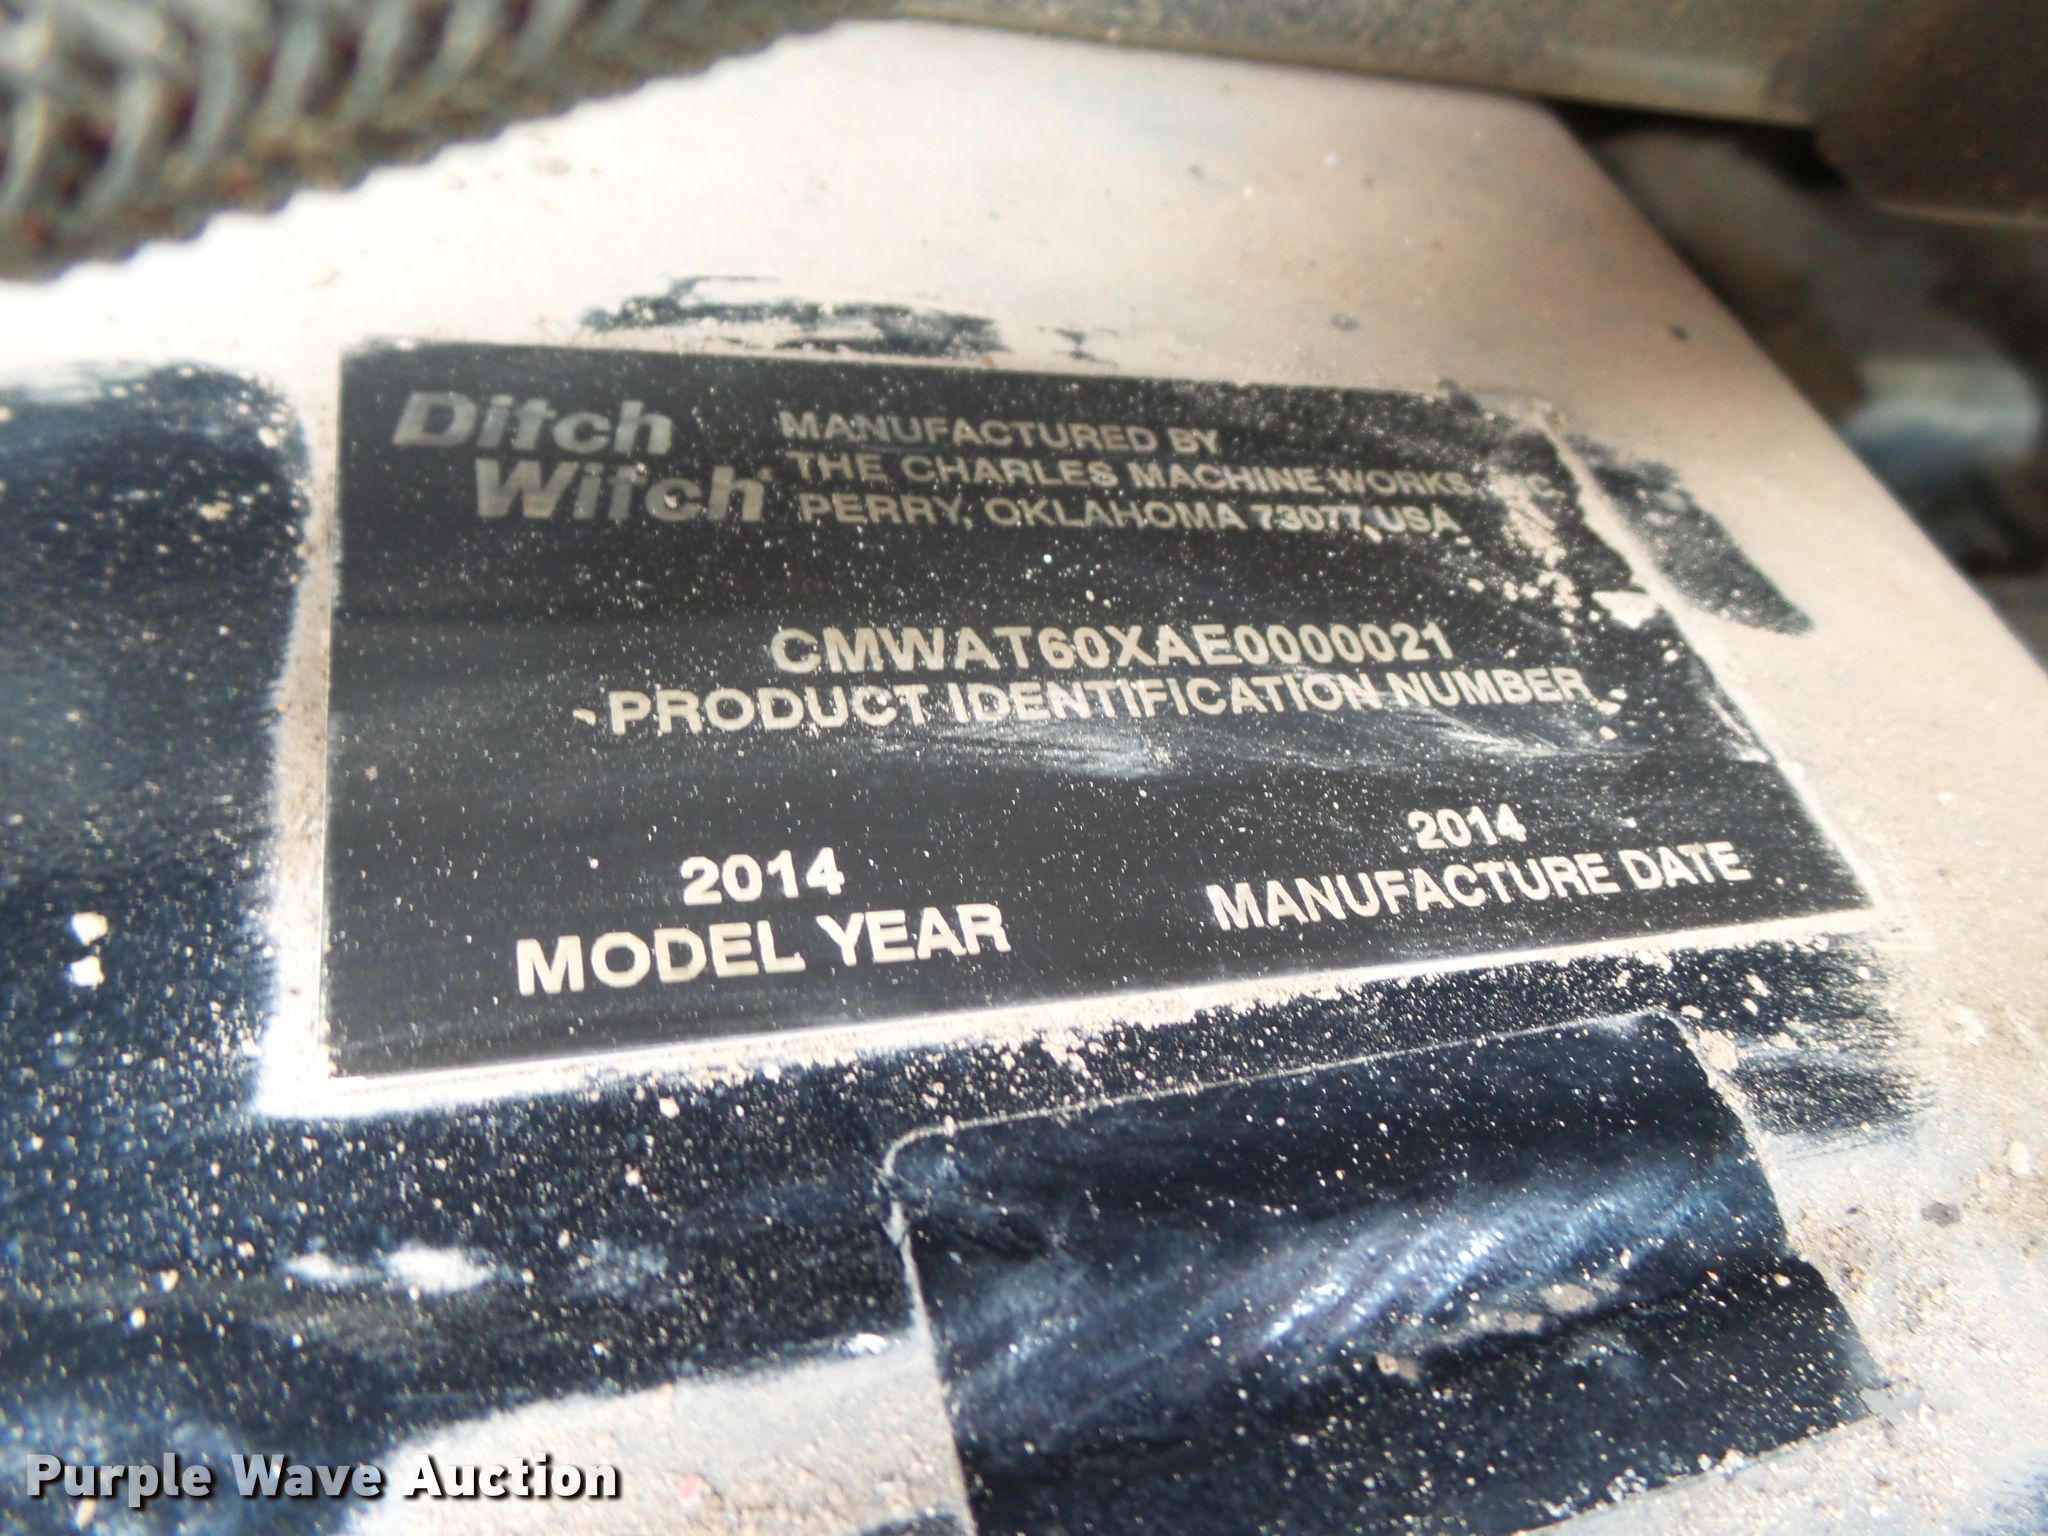 Ditch
Witch
MANUFACTURED BY
THE CHARLES MACHINE WORKS,
PERRY, OKLAHOMA 73077, USA
CMWAT60XAE0000021
PRODUCT IDENTIFICATION NUMBER
2014
MODEL YEAR
2014
MANUFACTURE DATE
Purple Wave Auction